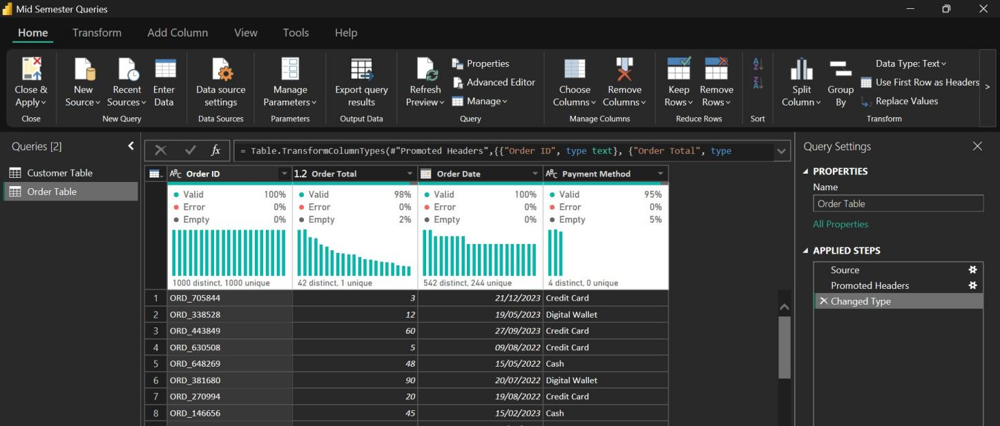 Mid Semester Queries
Home Transform Add Column View Tools Help
Close & Apply
New Source
Recent Sources
Enter Data
Data source settings
Manage Parameters
Export query results
Refresh Preview
Properties
Advanced Editor
Manage
Choose Columns
Remove Columns
Keep Rows
Remove Rows
Split Column
Group By
Data Type: Text
Use First Row as Headers
Replace Values
Close New Query Data Sources Parameters Output Data Query Manage Columns Reduce Rows Sort Transform
Queries [2]
Customer Table
Order Table
fx = Table.TransformColumnTypes(#"Promoted Headers",{{"Order ID", type text}, {"Order Total", type
ABC Order ID 1.2 Order Total Order Date ABC Payment Method
Valid 100% Valid 98% Valid 100% Valid 95%
Error 0% Error 0% Error 0% Error 0%
Empty 0% Empty 2% Empty 0% Empty 5%
1000 distinct, 1000 unique 42 distinct, 1 unique 542 distinct, 244 unique 4 distinct, 0 unique
1 ORD_705844 3 21/12/2023 Credit Card
2 ORD_338528 12 19/05/2023 Digital Wallet
3 ORD_443849 60 27/09/2023 Credit Card
4 ORD_630508 5 09/08/2022 Credit Card
5 ORD_648269 48 15/05/2022 Cash
6 ORD_381680 90 20/07/2022 Digital Wallet
7 ORD_270994 20 19/08/2022 Credit Card
8 ORD_146656 45 15/02/2023 Cash
Query Settings
PROPERTIES
Name
Order Table
All Properties
APPLIED STEPS
Source
Promoted Headers
Changed Type